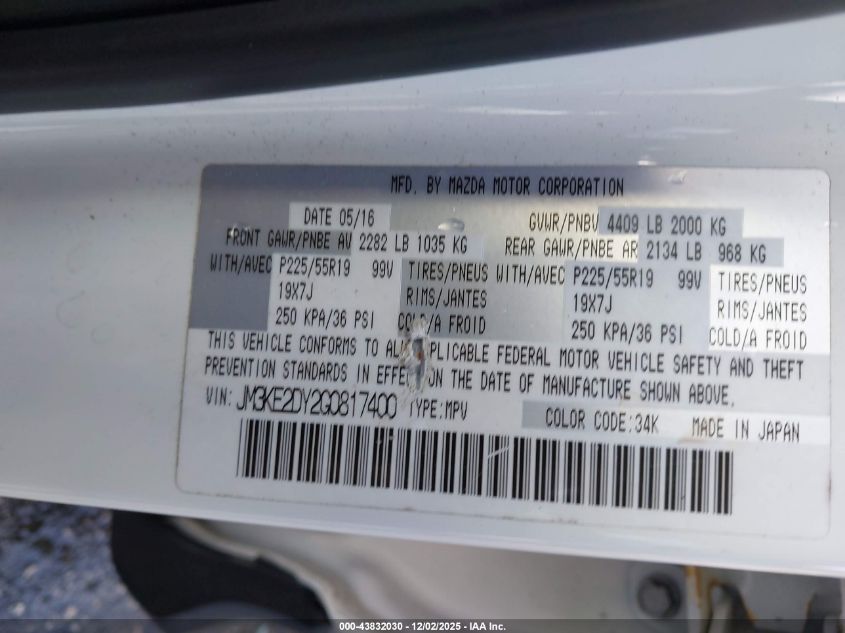 MFD. BY MAZDA MOTOR CORPORATION
DATE 05/16 GVWR/PNBV 4409 LB 2000 KG
FRONT GAWR/PNBE AV 2282 LB 1035 KG REAR GAWR/PNBE AR 2134 LB 968 KG
WITH/AVEC P225/55R19 99V TIRES/PNEUS WITH/AVEC P225/55R19 99V TIRES/PNEUS
19X7J RIMS/JANTES 19X7J RIMS/JANTES
250 KPA/36 PSI COLD/A FROID 250 KPA/36 PSI COLD/A FROID
THIS VEHICLE CONFORMS TO ALL APPLICABLE FEDERAL MOTOR VEHICLE SAFETY AND THEFT
PREVENTION STANDARDS IN EFFECT ON THE DATE OF MANUFACTURE SHOWN ABOVE.
VIN: JM3KE2DY2G0817400 TYPE:MPV COLOR CODE:34K MADE IN JAPAN
000-43832030 - 12/02/2025 - IAA Inc.